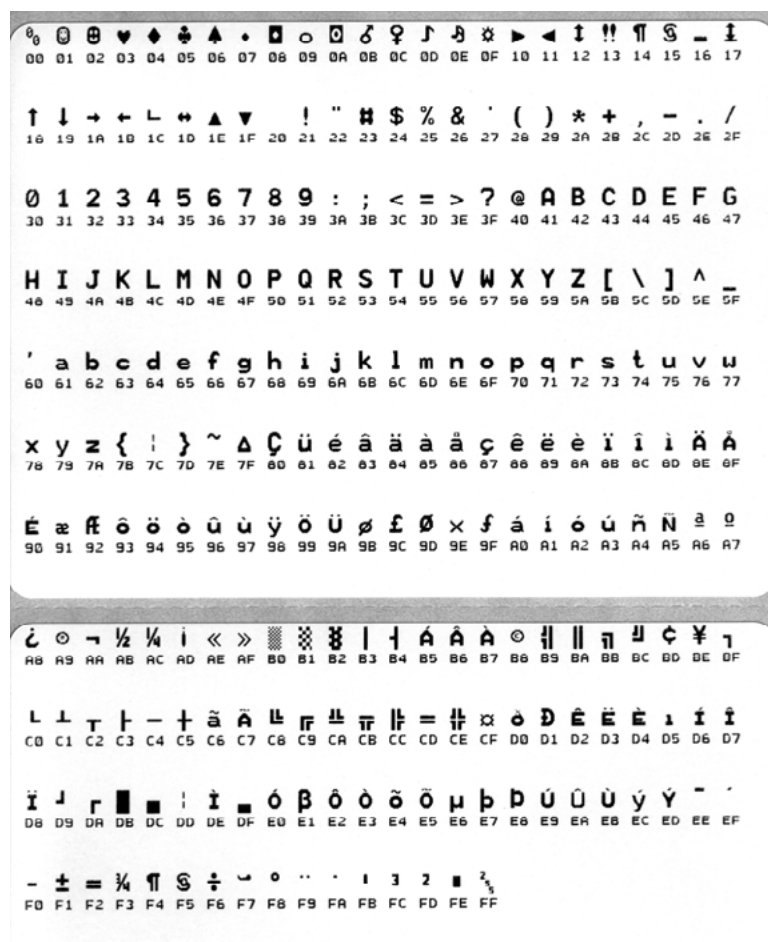 ⁰₀ ☺ ☻ ♥ ♦ ♣ ♠ • ◘ ○ ◙ ♂ ♀ ♪ ♫ ☼ ► ◄ ↕ ‼ ¶ § ▬ ↨
00 01 02 03 04 05 06 07 08 09 0A 0B 0C 0D 0E 0F 10 11 12 13 14 15 16 17
↑ ↓ → ← ∟ ↔ ▲ ▼ ! " # $ % & ' ( ) * + , - . /
18 19 1A 1B 1C 1D 1E 1F 20 21 22 23 24 25 26 27 28 29 2A 2B 2C 2D 2E 2F
0 1 2 3 4 5 6 7 8 9 : ; < = > ? @ A B C D E F G
30 31 32 33 34 35 36 37 38 39 3A 3B 3C 3D 3E 3F 40 41 42 43 44 45 46 47
H I J K L M N O P Q R S T U V W X Y Z [ \ ] ^ _
48 49 4A 4B 4C 4D 4E 4F 50 51 52 53 54 55 56 57 58 59 5A 5B 5C 5D 5E 5F
' a b c d e f g h i j k l m n o p q r s t u v w
60 61 62 63 64 65 66 67 68 69 6A 6B 6C 6D 6E 6F 70 71 72 73 74 75 76 77
x y z { ¦ } ~ Δ Ç ü é â ä à å ç ê ë è ï î ì Ä Å
78 79 7A 7B 7C 7D 7E 7F 80 81 82 83 84 85 86 87 88 89 8A 8B 8C 8D 8E 8F
É æ Æ ô ö ò û ù ÿ Ö Ü ø £ Ø × ƒ á í ó ú ñ Ñ ª º
90 91 92 93 94 95 96 97 98 99 9A 9B 9C 9D 9E 9F A0 A1 A2 A3 A4 A5 A6 A7
¿ ⊙ ¬ ½ ¼ ¡ « » ░ ▒ ▓ │ ┤ Á Â À © ╣ ║ ╗ ╝ ¢ ¥ ┐
A8 A9 AA AB AC AD AE AF B0 B1 B2 B3 B4 B5 B6 B7 B8 B9 BA BB BC BD BE BF
└ ┴ ┬ ├ ─ ┼ ã Ã ╚ ╔ ╩ ╦ ╠ = ╬ ¤ ð Ð Ê Ë È ı Í Î
C0 C1 C2 C3 C4 C5 C6 C7 C8 C9 CA CB CC CD CE CF D0 D1 D2 D3 D4 D5 D6 D7
Ï ┘ ┌ █ ▄ ¦ Ì ▄ ó β Ô ò õ Õ µ þ Þ Ú Û Ù ý Ý ¯ ´
D8 D9 DA DB DC DD DE DF E0 E1 E2 E3 E4 E5 E6 E7 E8 E9 EA EB EC ED EE EF
- ± = ¾ ¶ § ÷ ¸ ° ¨ · ¹ ³ ² ■ ²₅₅
F0 F1 F2 F3 F4 F5 F6 F7 F8 F9 FA FB FC FD FE FF